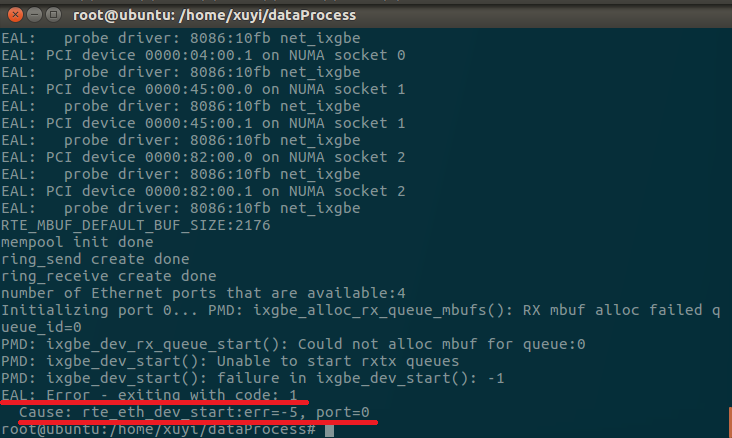 root@ubuntu: /home/xuyi/dataProcess
EAL:   probe driver: 8086:10fb net_ixgbe
EAL: PCI device 0000:04:00.1 on NUMA socket 0
EAL:   probe driver: 8086:10fb net_ixgbe
EAL: PCI device 0000:45:00.0 on NUMA socket 1
EAL:   probe driver: 8086:10fb net_ixgbe
EAL: PCI device 0000:45:00.1 on NUMA socket 1
EAL:   probe driver: 8086:10fb net_ixgbe
EAL: PCI device 0000:82:00.0 on NUMA socket 2
EAL:   probe driver: 8086:10fb net_ixgbe
EAL: PCI device 0000:82:00.1 on NUMA socket 2
EAL:   probe driver: 8086:10fb net_ixgbe
RTE_MBUF_DEFAULT_BUF_SIZE:2176
mempool init done
ring_send create done
ring_receive create done
number of Ethernet ports that are available:4
Initializing port 0... PMD: ixgbe_alloc_rx_queue_mbufs(): RX mbuf alloc failed q
ueue_id=0
PMD: ixgbe_dev_rx_queue_start(): Could not alloc mbuf for queue:0
PMD: ixgbe_dev_start(): Unable to start rxtx queues
PMD: ixgbe_dev_start(): failure in ixgbe_dev_start(): -1
EAL: Error - exiting with code: 1
  Cause: rte_eth_dev_start:err=-5, port=0
root@ubuntu:/home/xuyi/dataProcess#